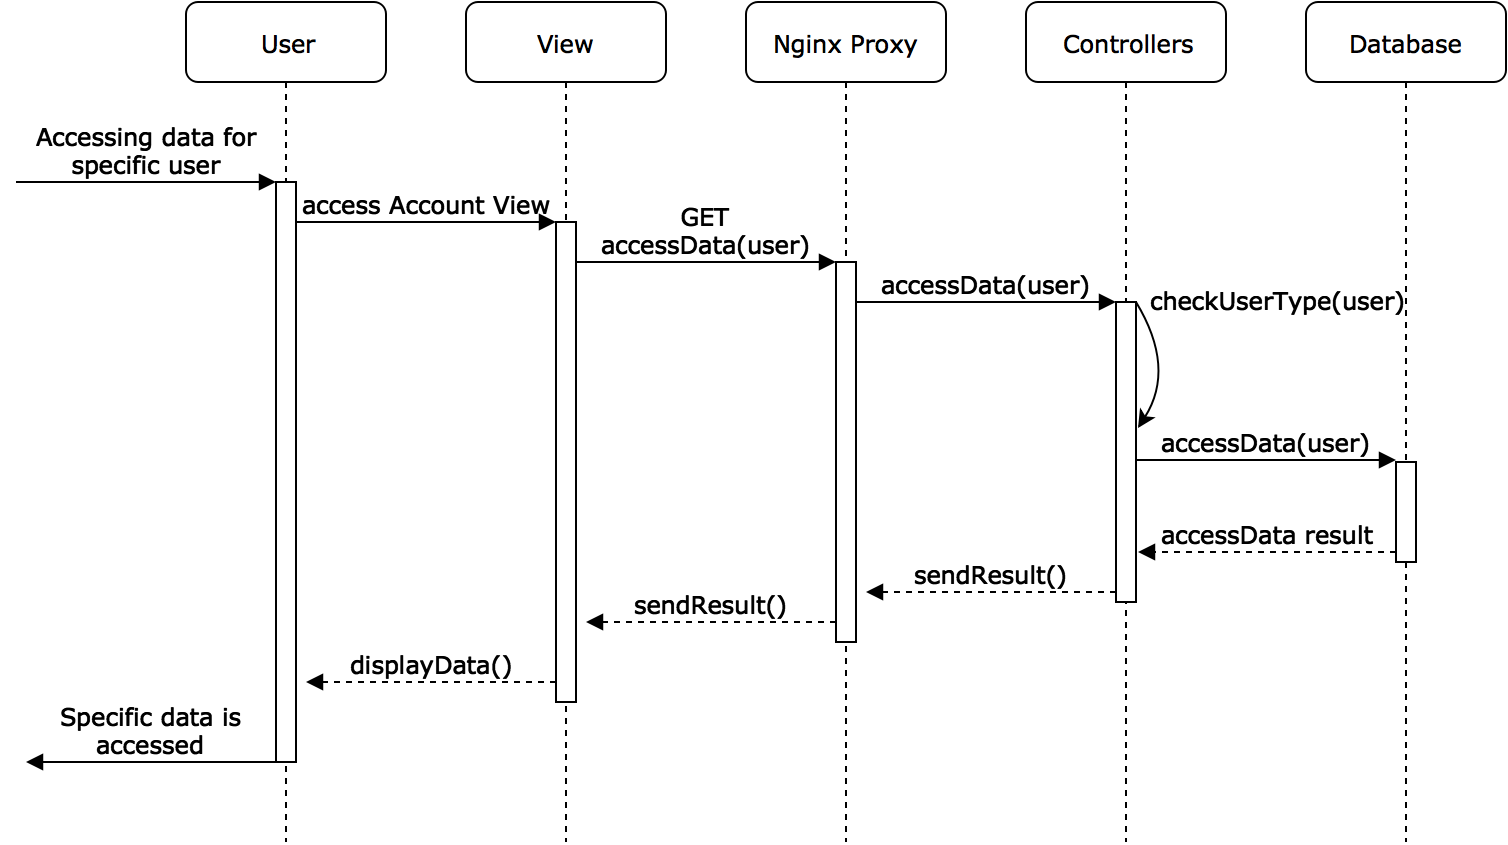 User
View
Nginx Proxy
Controllers
Database
Accessing data for
specific user
access Account View
GET
accessData(user)
accessData(user)
checkUserType(user)
accessData(user)
accessData result
sendResult()
sendResult()
displayData()
Specific data is
accessed